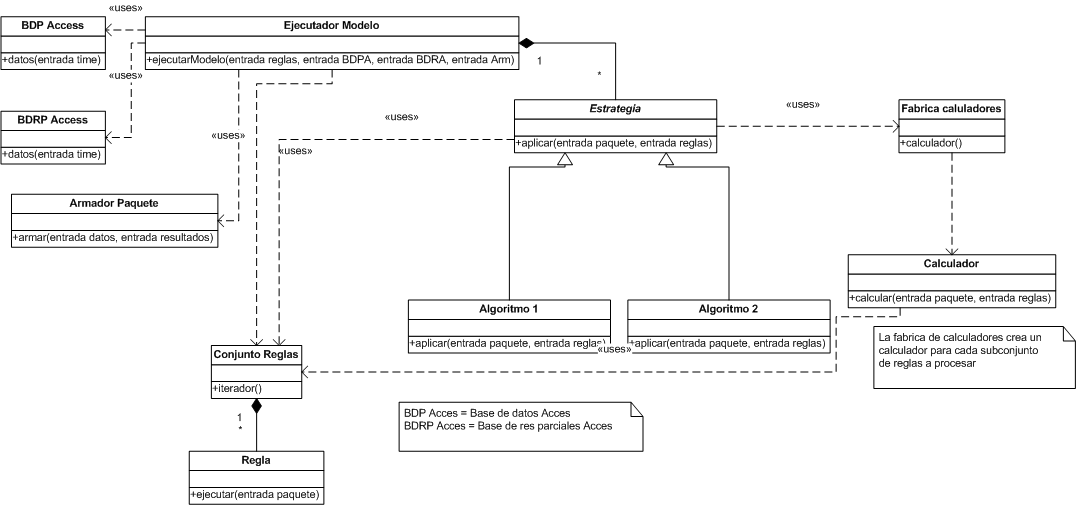 «uses»
BDP Access
+datos(entrada time)
Ejecutador Modelo
+ejecutarModelo(entrada reglas, entrada BDPA, entrada BDRA, entrada Arm)
1
*
«uses»
BDRP Access
+datos(entrada time)
«uses»
«uses»
«uses»
Estrategia
+aplicar(entrada paquete, entrada reglas)
«uses»
Fabrica caluladores
+calculador()
Armador Paquete
+armar(entrada datos, entrada resultados)
Calculador
+calcular(entrada paquete, entrada reglas)
Algoritmo 1
+aplicar(entrada paquete, entrada reglas)
Algoritmo 2
+aplicar(entrada paquete, entrada reglas)
«uses»
La fabrica de calculadores crea un
calculador para cada subconjunto
de reglas a procesar
Conjunto Reglas
+iterador()
1
*
BDP Acces = Base de datos Acces
BDRP Acces = Base de res parciales Acces
Regla
+ejecutar(entrada paquete)